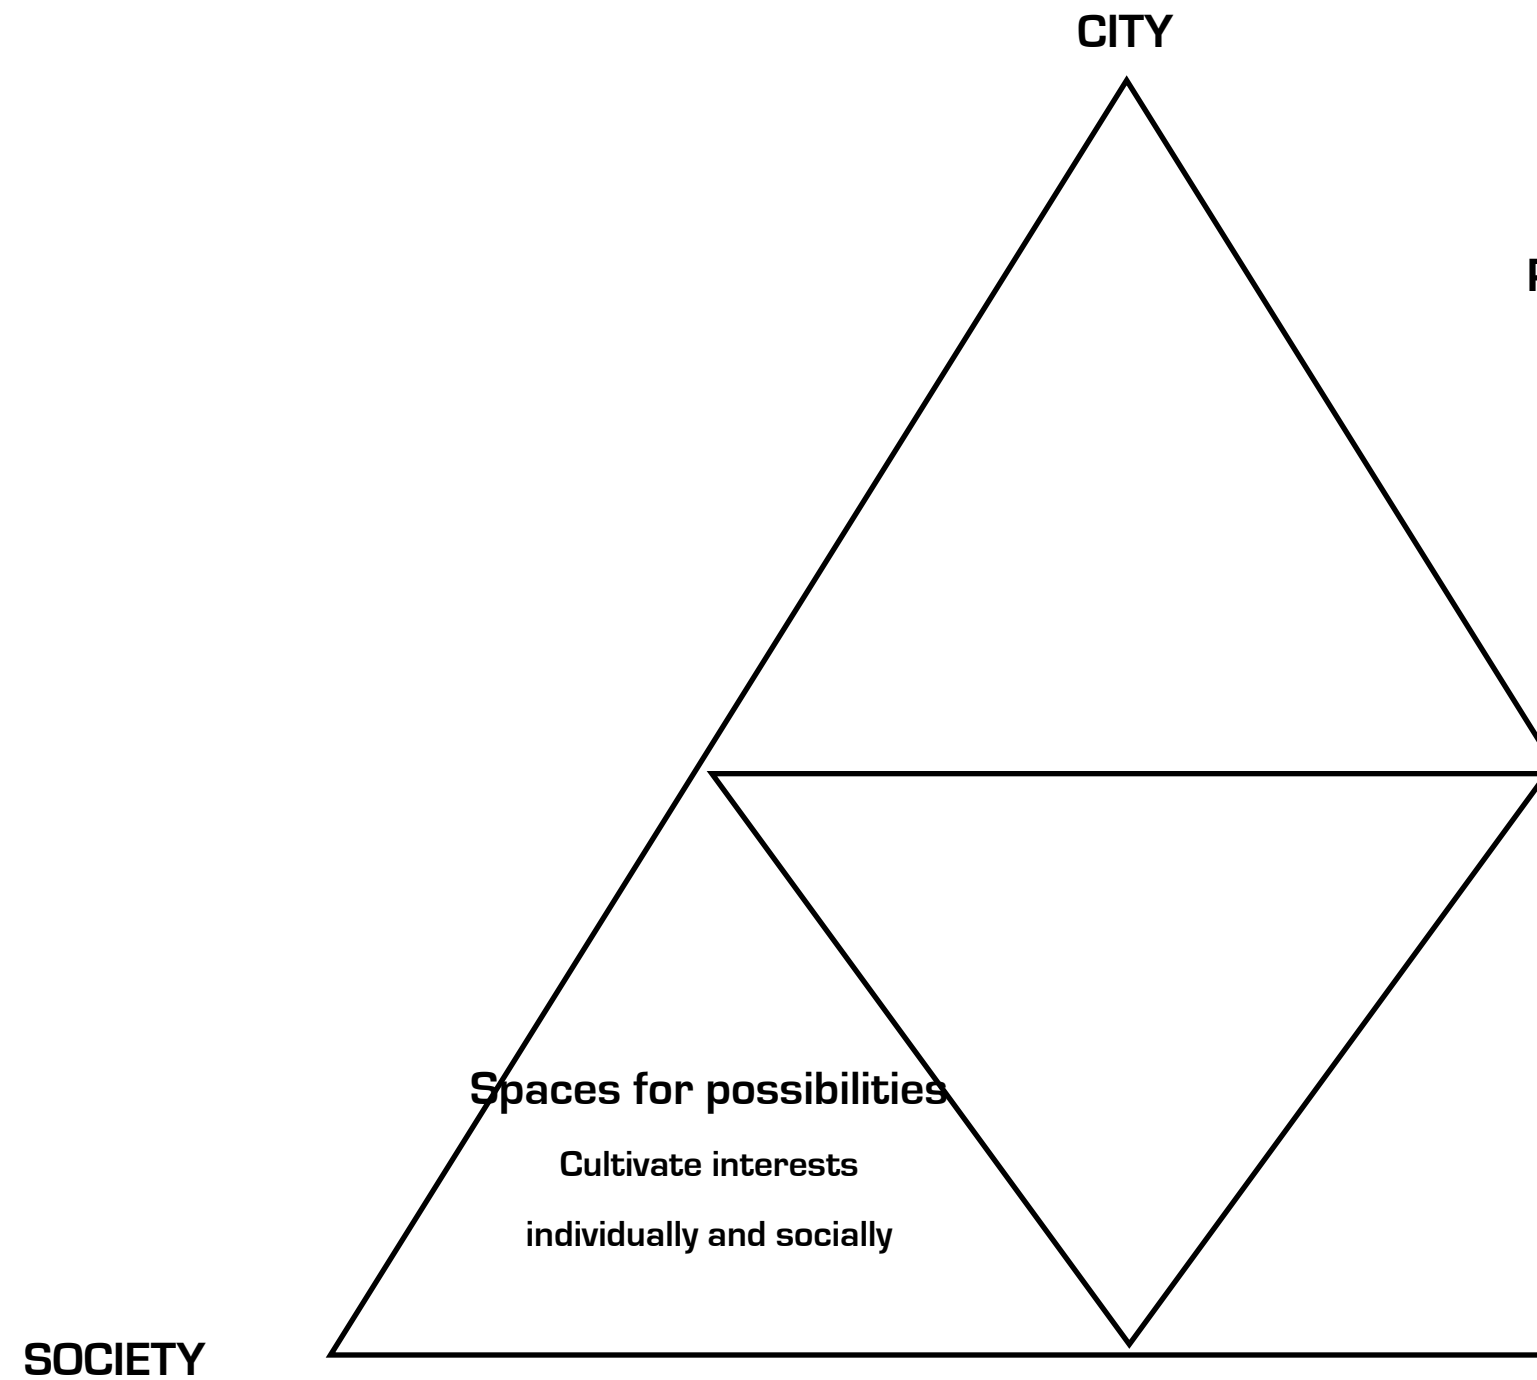 CITY
Spaces for possibilities
Cultivate interests
individually and socially
SOCIETY